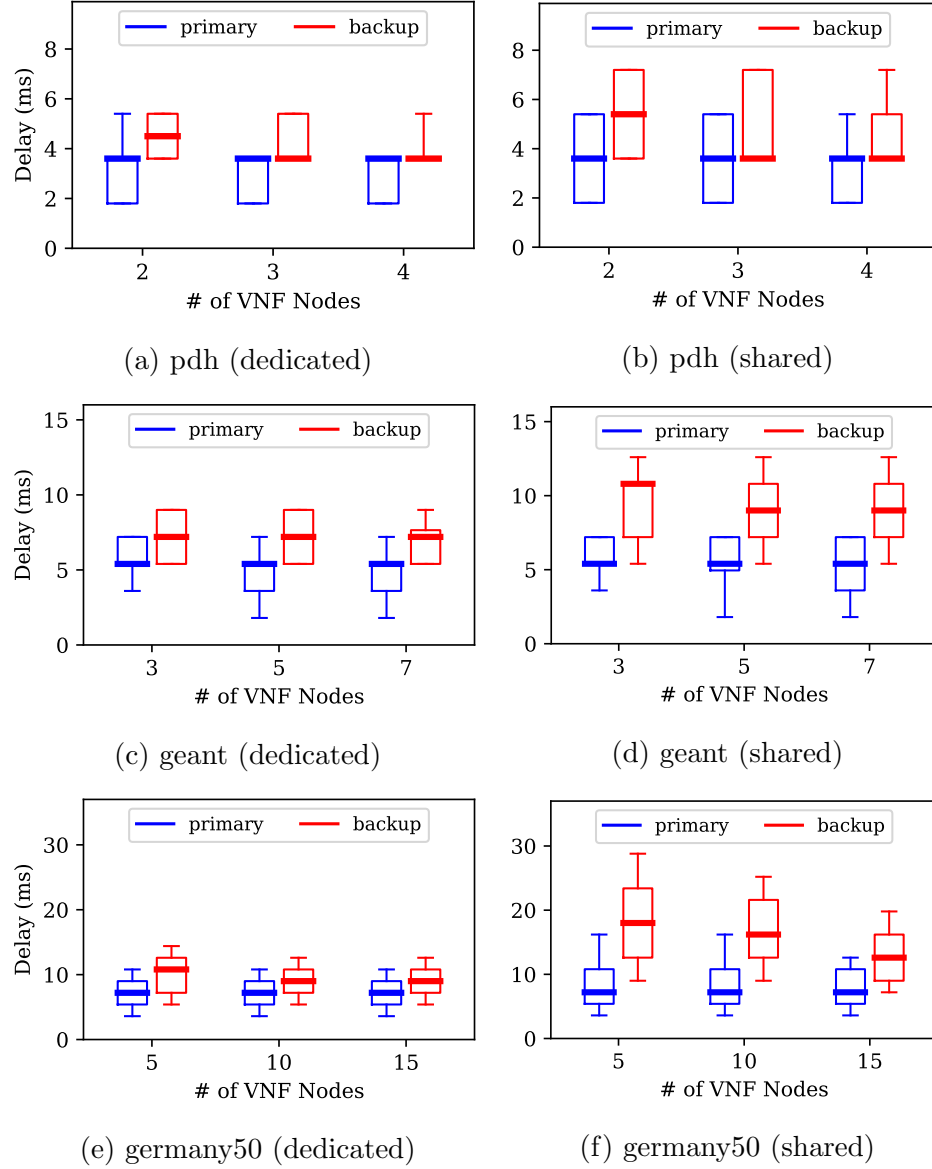 primary backup
8
6
4
2
0
Delay (ms)
2 3 4
# of VNF Nodes
(a) pdh (dedicated)
primary backup
8
6
4
2
0
2 3 4
# of VNF Nodes
(b) pdh (shared)
primary backup
15
10
5
0
Delay (ms)
3 5 7
# of VNF Nodes
(c) geant (dedicated)
primary backup
15
10
5
0
3 5 7
# of VNF Nodes
(d) geant (shared)
primary backup
30
20
10
0
Delay (ms)
5 10 15
# of VNF Nodes
(e) germany50 (dedicated)
primary backup
30
20
10
0
5 10 15
# of VNF Nodes
(f) germany50 (shared)